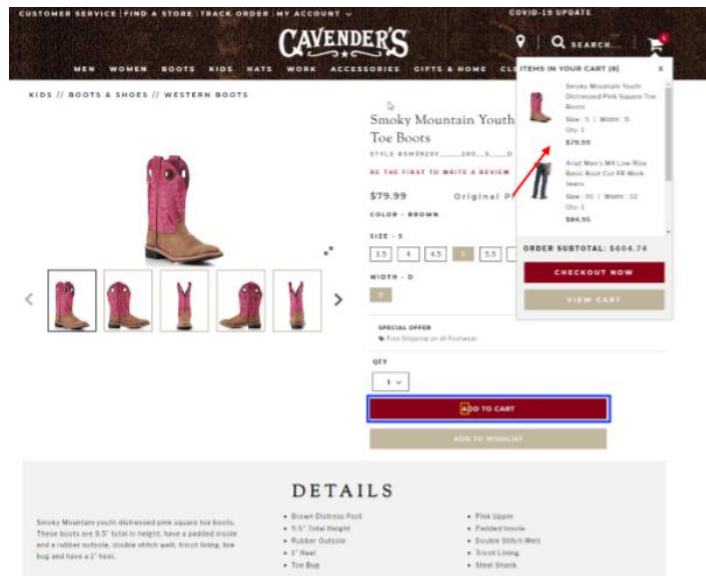 CUSTOMER SERVICE | FIND A STORE | TRACK ORDER | MY ACCOUNT
COVID-19 UPDATE
CAVENDER'S
SEARCH...
MEN WOMEN BOOTS KIDS HATS WORK ACCESSORIES GIFTS & HOME CL
ITEMS IN YOUR CART (8) X
Smoky Mountain Youth
Distressed Pink Square Toe
Boots
Size : 5 | Width : D
Qty: 1
$79.99
Ariat Men's M4 Low Rise
Basic Boot Cut FR Work
Jeans
Size : 30 | Width : 32
Qty: 1
$84.95
ORDER SUBTOTAL: $604.74
CHECKOUT NOW
VIEW CART
KIDS // BOOTS & SHOES // WESTERN BOOTS
Smoky Mountain Youth
Toe Boots
BE THE FIRST TO WRITE A REVIEW
$79.99 Original P
COLOR - BROWN
SIZE - 5
3.5 4 4.5 5 5.5
WIDTH - D
D
SPECIAL OFFER
Free Shipping on all Footwear
QTY
1
ADD TO CART
ADD TO WISHLIST
DETAILS
Smoky Mountain youth distressed pink square toe boots.
These boots are 9.5" total in height, have a padded insole
and a rubber outsole, double stitch welt, tricot lining, toe
bug and have a 1" heel.
• Brown Distress Foot
• 9.5" Total Height
• Rubber Outsole
• 1" Heel
• Toe Bug
• Pink Upper
• Padded Insole
• Double Stitch Welt
• Tricot Lining
• Steel Shank